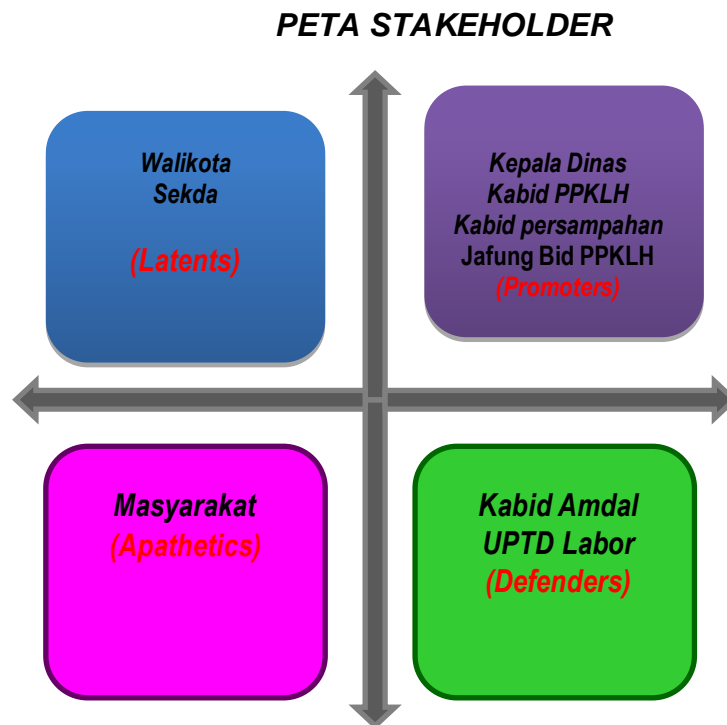 PETA STAKEHOLDER
Walikota
Sekda
(Latents)
Kepala Dinas
Kabid PPKLH
Kabid persampahan
Jafung Bid PPKLH
(Promoters)
Masyarakat
(Apathetics)
Kabid Amdal
UPTD Labor
(Defenders)